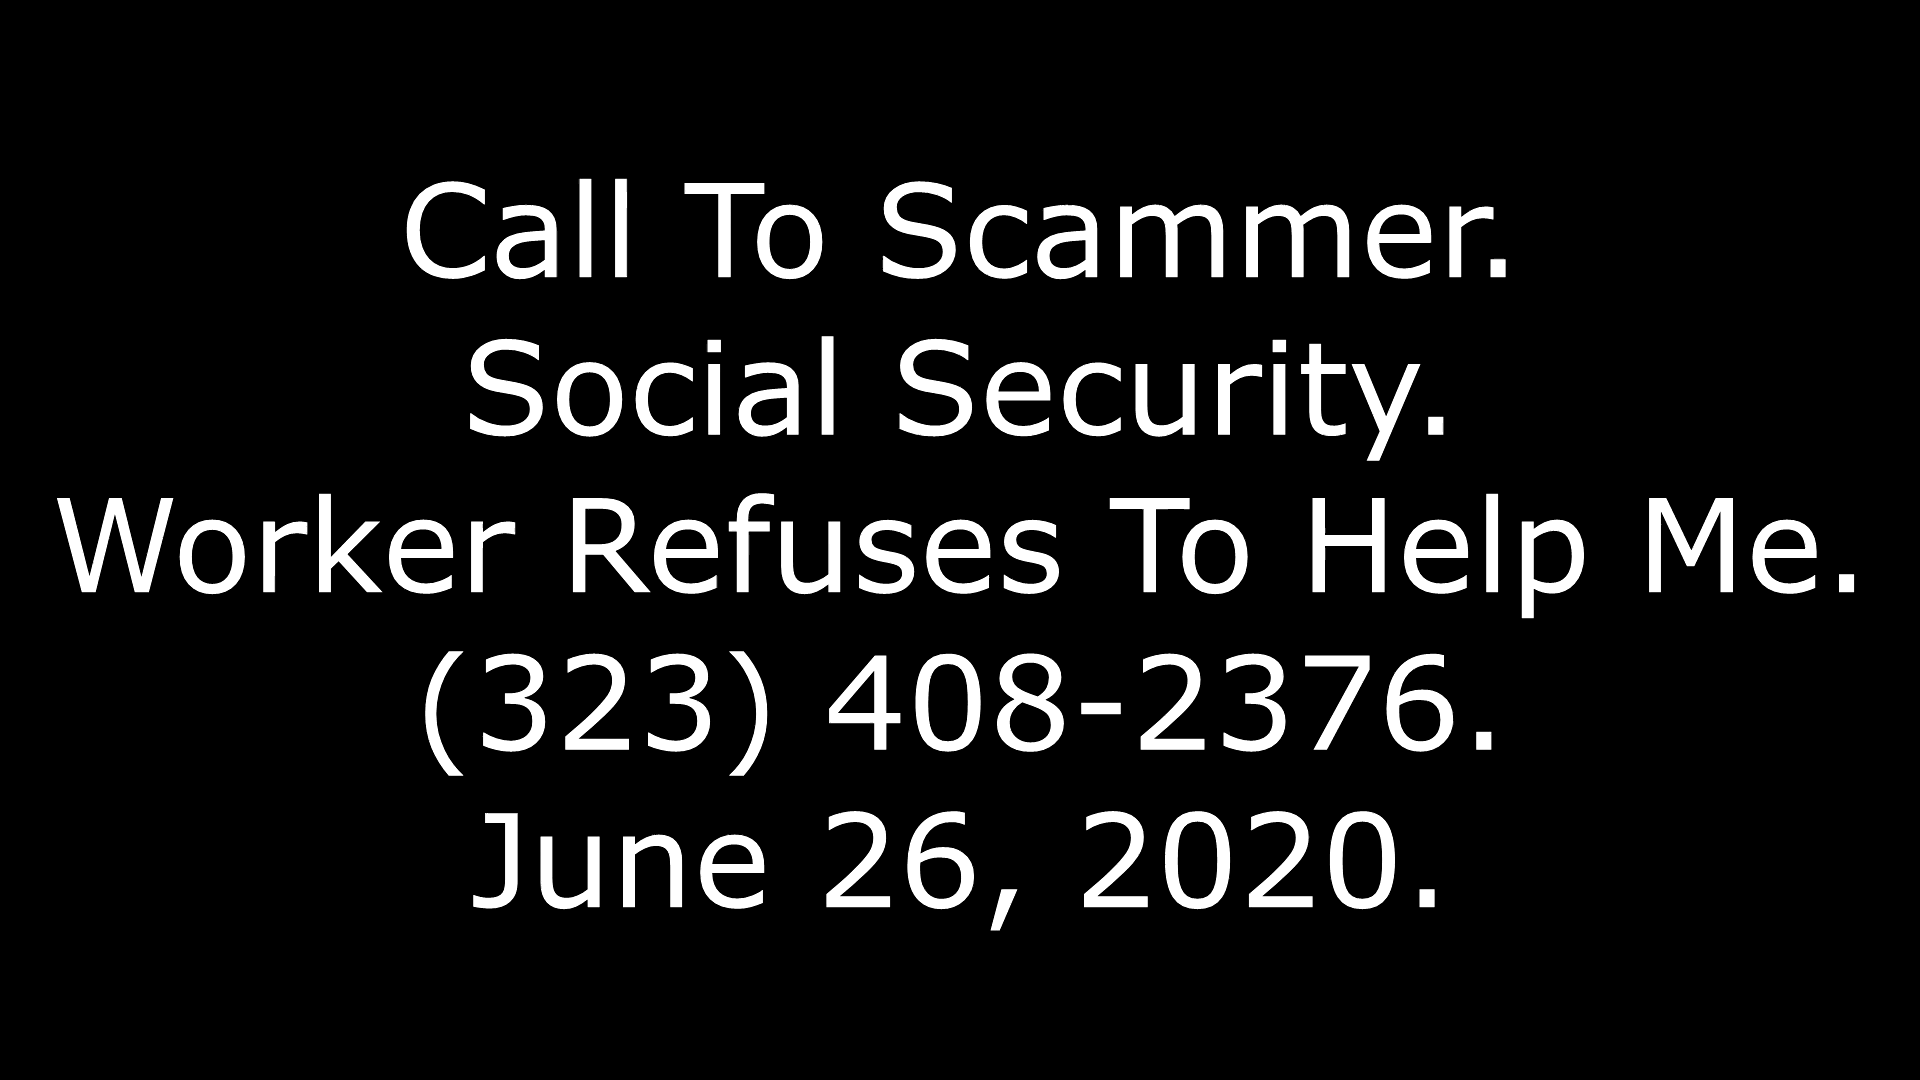 Call To Scammer.
Social Security.
Worker Refuses To Help Me.
(323) 408-2376.
June 26, 2020.